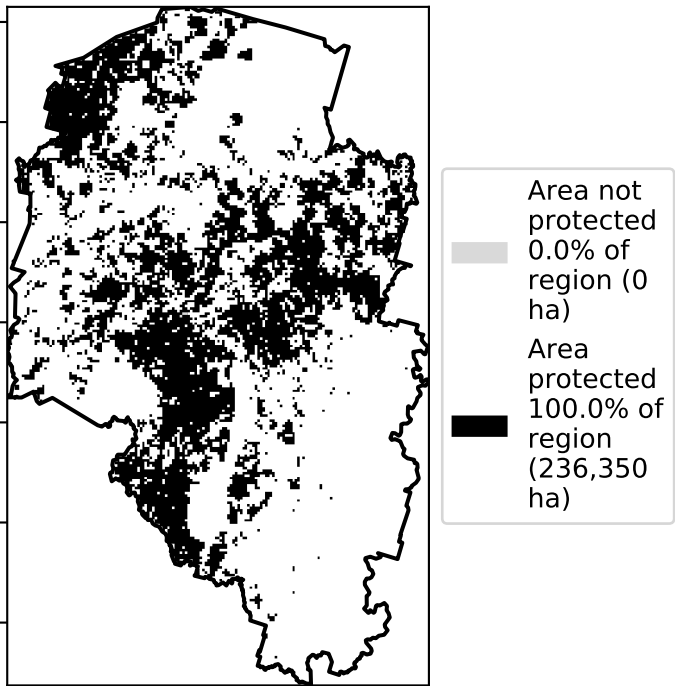 Area not
protected
0.0% of
region (0
ha)
Area
protected
100.0% of
region
(236,350
ha)